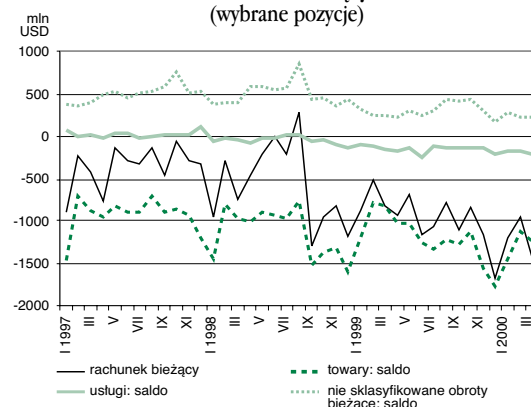 (wybrane pozycje)
mln
USD
1000
500
0
-500
-1000
-1500
-2000
I 1997
III
V
VII
IX
XI
I 1998
III
V
VII
IX
XI
I 1999
III
V
VII
IX
XI
I 2000
III
rachunek bieżący
towary: saldo
usługi: saldo
nie sklasyfikowane obroty
bieżące: saldo